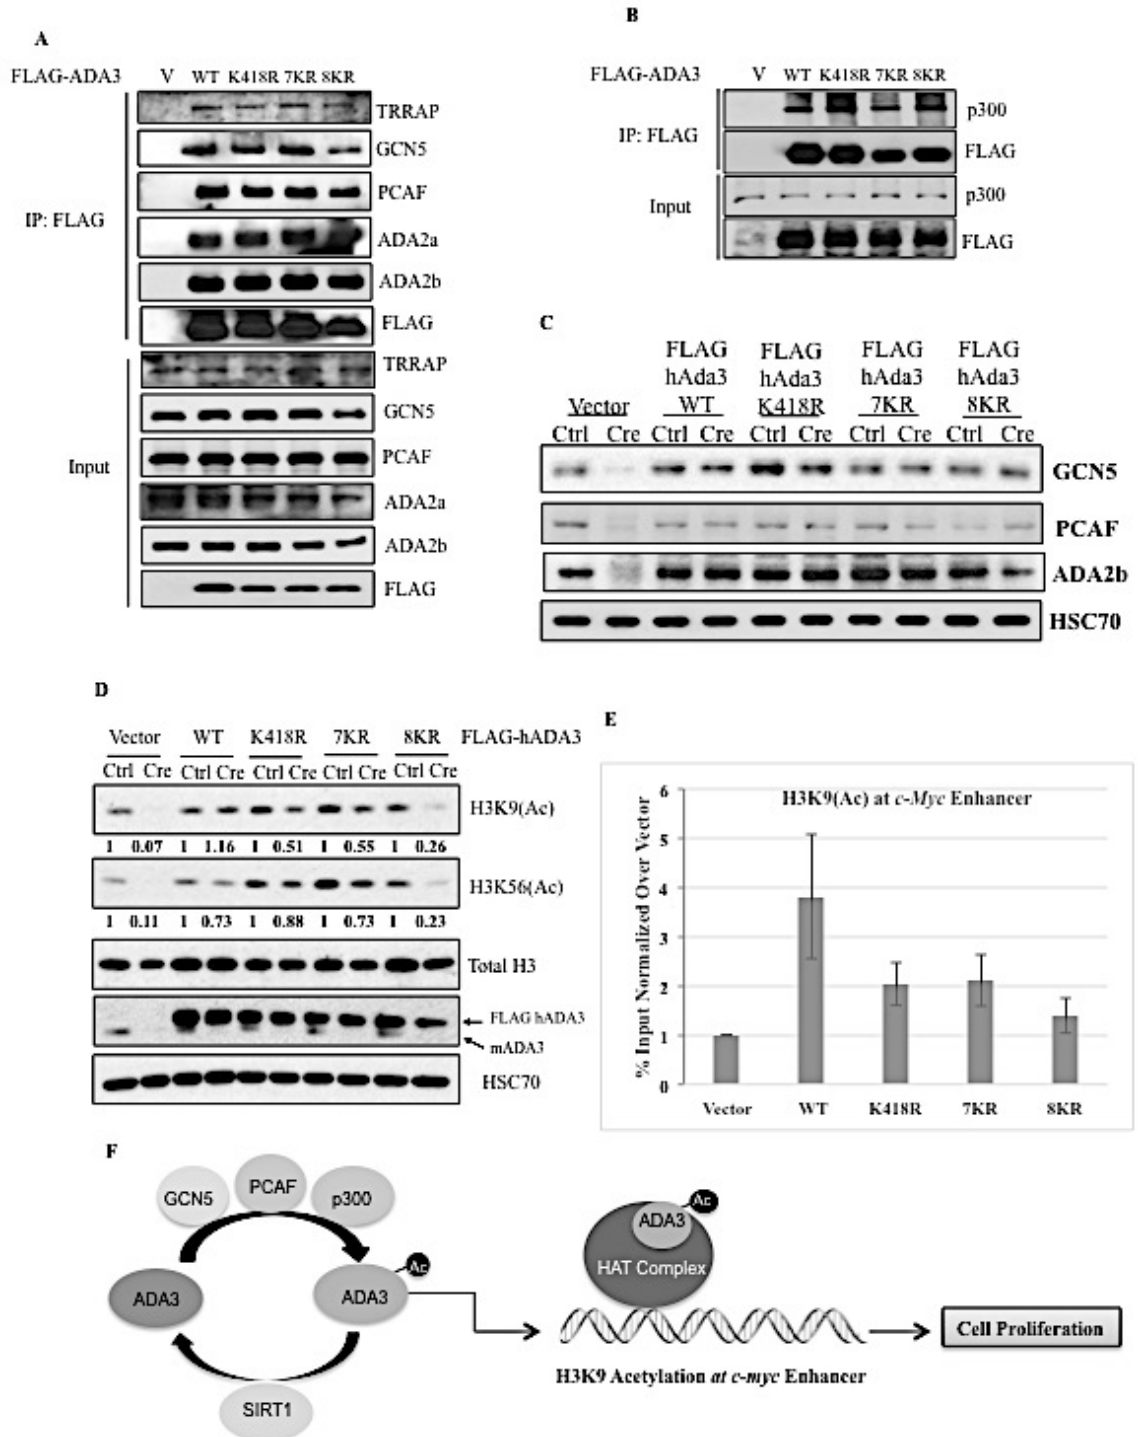 A
FLAG-ADA3 V WT K418R 7KR 8KR
TRRAP
GCN5
PCAF
IP: FLAG
ADA2a
ADA2b
FLAG
TRRAP
GCN5
Input
PCAF
ADA2a
ADA2b
FLAG
B
FLAG-ADA3 V WT K418R 7KR 8KR
p300
IP: FLAG
FLAG
Input
p300
FLAG
C
FLAG FLAG FLAG FLAG
hAda3 hAda3 hAda3 hAda3
Vector WT K418R 7KR 8KR
Ctrl Cre Ctrl Cre Ctrl Cre Ctrl Cre Ctrl Cre
GCN5
PCAF
ADA2b
HSC70
D
Vector WT K418R 7KR 8KR FLAG-hADA3
Ctrl Cre Ctrl Cre Ctrl Cre Ctrl Cre Ctrl Cre
H3K9(Ac)
1 0.07 1 1.16 1 0.51 1 0.55 1 0.26
H3K56(Ac)
1 0.11 1 0.73 1 0.88 1 0.73 1 0.23
Total H3
FLAG hADA3
mADA3
HSC70
E
H3K9(Ac) at c-Myc Enhancer
% Input Normalized Over Vector
6
5
4
3
2
1
0
Vector WT K418R 7KR 8KR
F
GCN5 PCAF p300
ADA3
Ac
ADA3
SIRT1
Ac
ADA3
HAT Complex
H3K9 Acetylation at c-myc Enhancer
Cell Proliferation